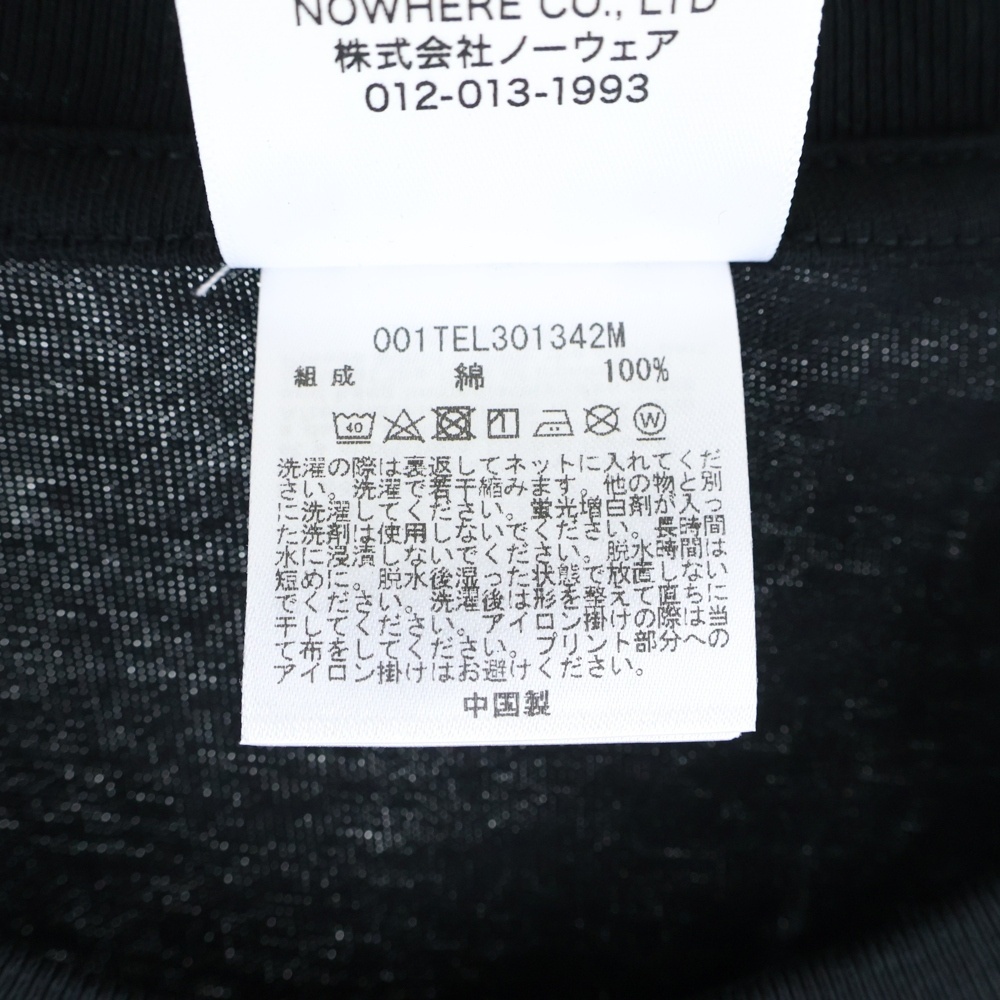 NOWHERE CO., LTD
株式会社ノーウェア
012-013-1993
001TEL301342M
組成 綿 100%
40 W
洗濯の際は裏返してネットに入れてくだ
さい。洗濯で若干縮みます。他の物と別
に洗濯してください。蛍光増白剤が入っ
た洗剤は使用しないでください。長時間
水に浸漬しないでください。脱水時間は
短めに。脱水後湿った状態で放置しない
でください。洗濯後は形を整えて直ちに
干してください。アイロン掛けの際は当
て布をしてください。プリント部分への
アイロン掛けはお避けください。
中国製